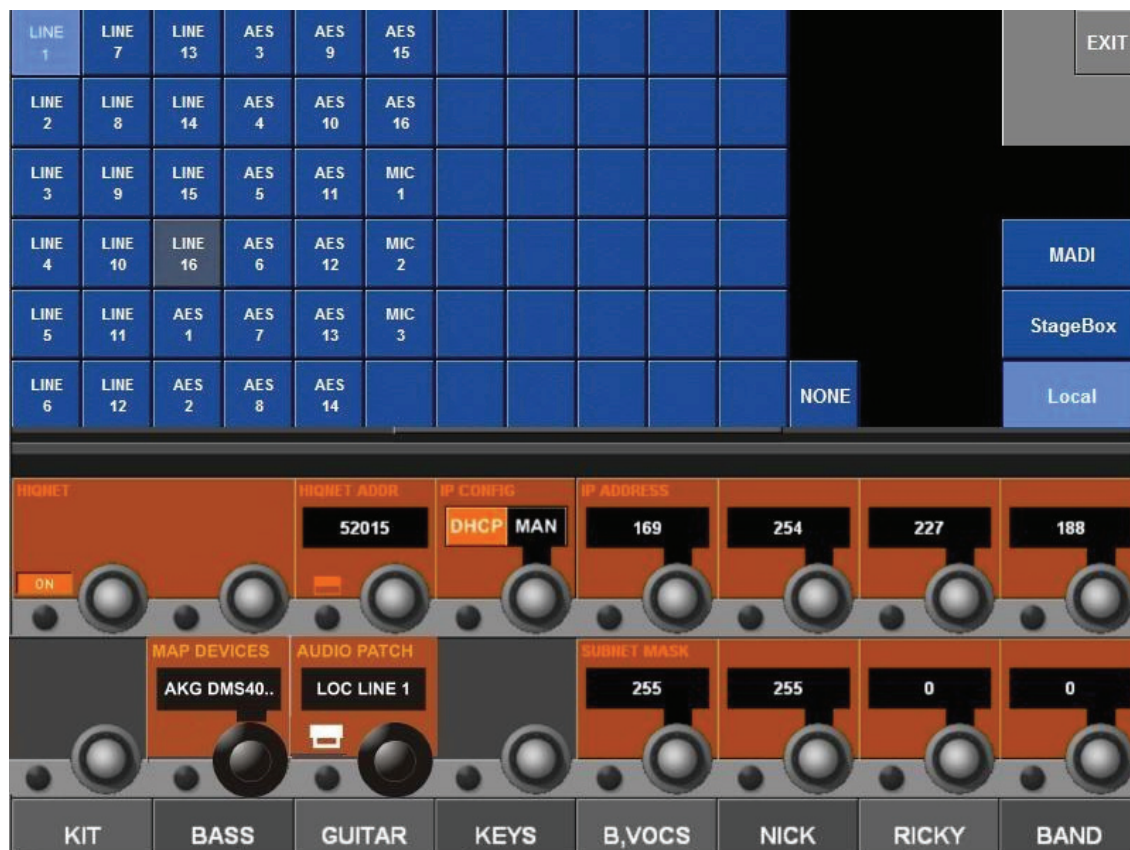 LINE 1 LINE 7 LINE 13 AES 3 AES 9 AES 15 EXIT
LINE 2 LINE 8 LINE 14 AES 4 AES 10 AES 16
LINE 3 LINE 9 LINE 15 AES 5 AES 11 MIC 1
LINE 4 LINE 10 LINE 16 AES 6 AES 12 MIC 2 MADI
LINE 5 LINE 11 AES 1 AES 7 AES 13 MIC 3 StageBox
LINE 6 LINE 12 AES 2 AES 8 AES 14 NONE Local
HIQNET HIQNET ADDR IP CONFIG IP ADDRESS
52015 DHCP MAN 169 254 227 188
ON
MAP DEVICES AUDIO PATCH SUBNET MASK
AKG DMS40.. LOC LINE 1 255 255 0 0
KIT BASS GUITAR KEYS B,VOCS NICK RICKY BAND